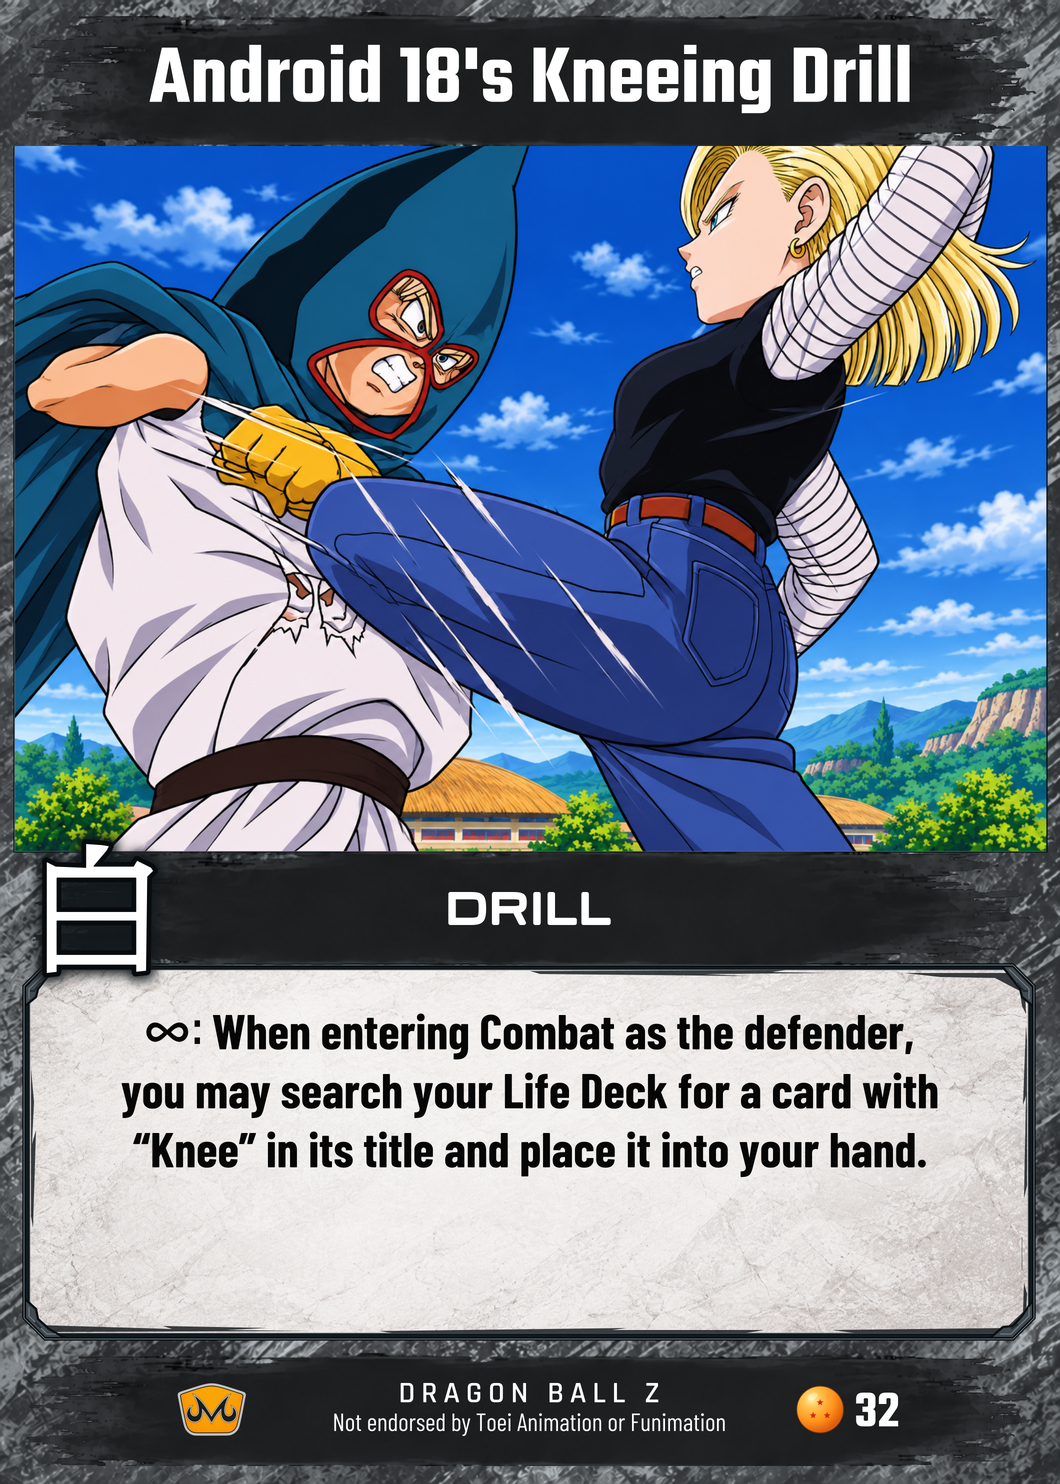 Android 18's Kneeing Drill
白
DRILL
∞: When entering Combat as the defender,
you may search your Life Deck for a card with
“Knee” in its title and place it into your hand.
DRAGON BALL Z
Not endorsed by Toei Animation or Funimation
32